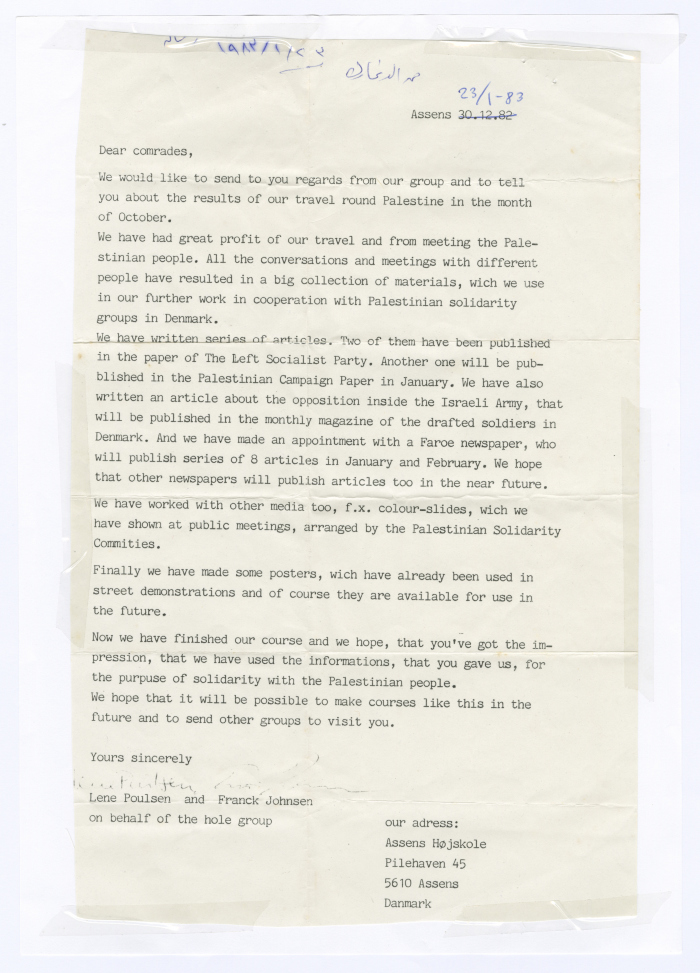 ١٩٨٣/١/٢٣
23/1-83
Assens 30.12.82
Dear comrades,
We would like to send to you regards from our group and to tell
you about the results of our travel round Palestine in the month
of October.
We have had great profit of our travel and from meeting the Pale-
stinian people. All the conversations and meetings with different
people have resulted in a big collection of materials, wich we use
in our further work in cooperation with Palestinian solidarity
groups in Denmark.
We have written series of articles. Two of them have been published
in the paper of The Left Socialist Party. Another one will be pub-
blished in the Palestinian Campaign Paper in January. We have also
written an article about the opposition inside the Israeli Army, that
will be published in the monthly magazine of the drafted soldiers in
Denmark. And we have made an appointment with a Faroe newspaper, who
will publish series of 8 articles in January and February. We hope
that other newspapers will publish articles too in the near future.
We have worked with other media too, f.x. colour-slides, wich we
have shown at public meetings, arranged by the Palestinian Solidarity
Commities.
Finally we have made some posters, wich have already been used in
street demonstrations and of course they are available for use in
the future.
Now we have finished our course and we hope, that you've got the im-
pression, that we have used the informations, that you gave us, for
the purpuse of solidarity with the Palestinian people.
We hope that it will be possible to make courses like this in the
future and to send other groups to visit you.
Yours sincerely
Lene Poulsen and Franck Johnsen
on behalf of the hole group
our adress:
Assens Højskole
Pilehaven 45
5610 Assens
Danmark